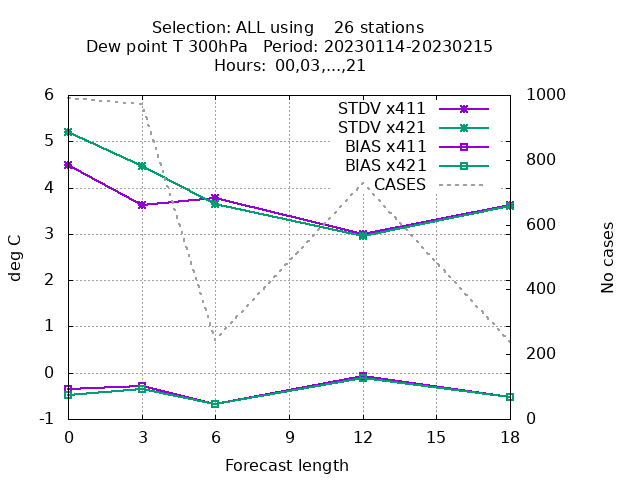 Selection: ALL using    26 stations
Dew point T 300hPa   Period: 20230114-20230215
Hours: 00,03,...,21
STDV x411
STDV x421
BIAS x411
BIAS x421
CASES
6
5
4
3
2
1
0
-1
1000
800
600
400
200
0
0 3 6 9 12 15 18
deg C
No cases
Forecast length